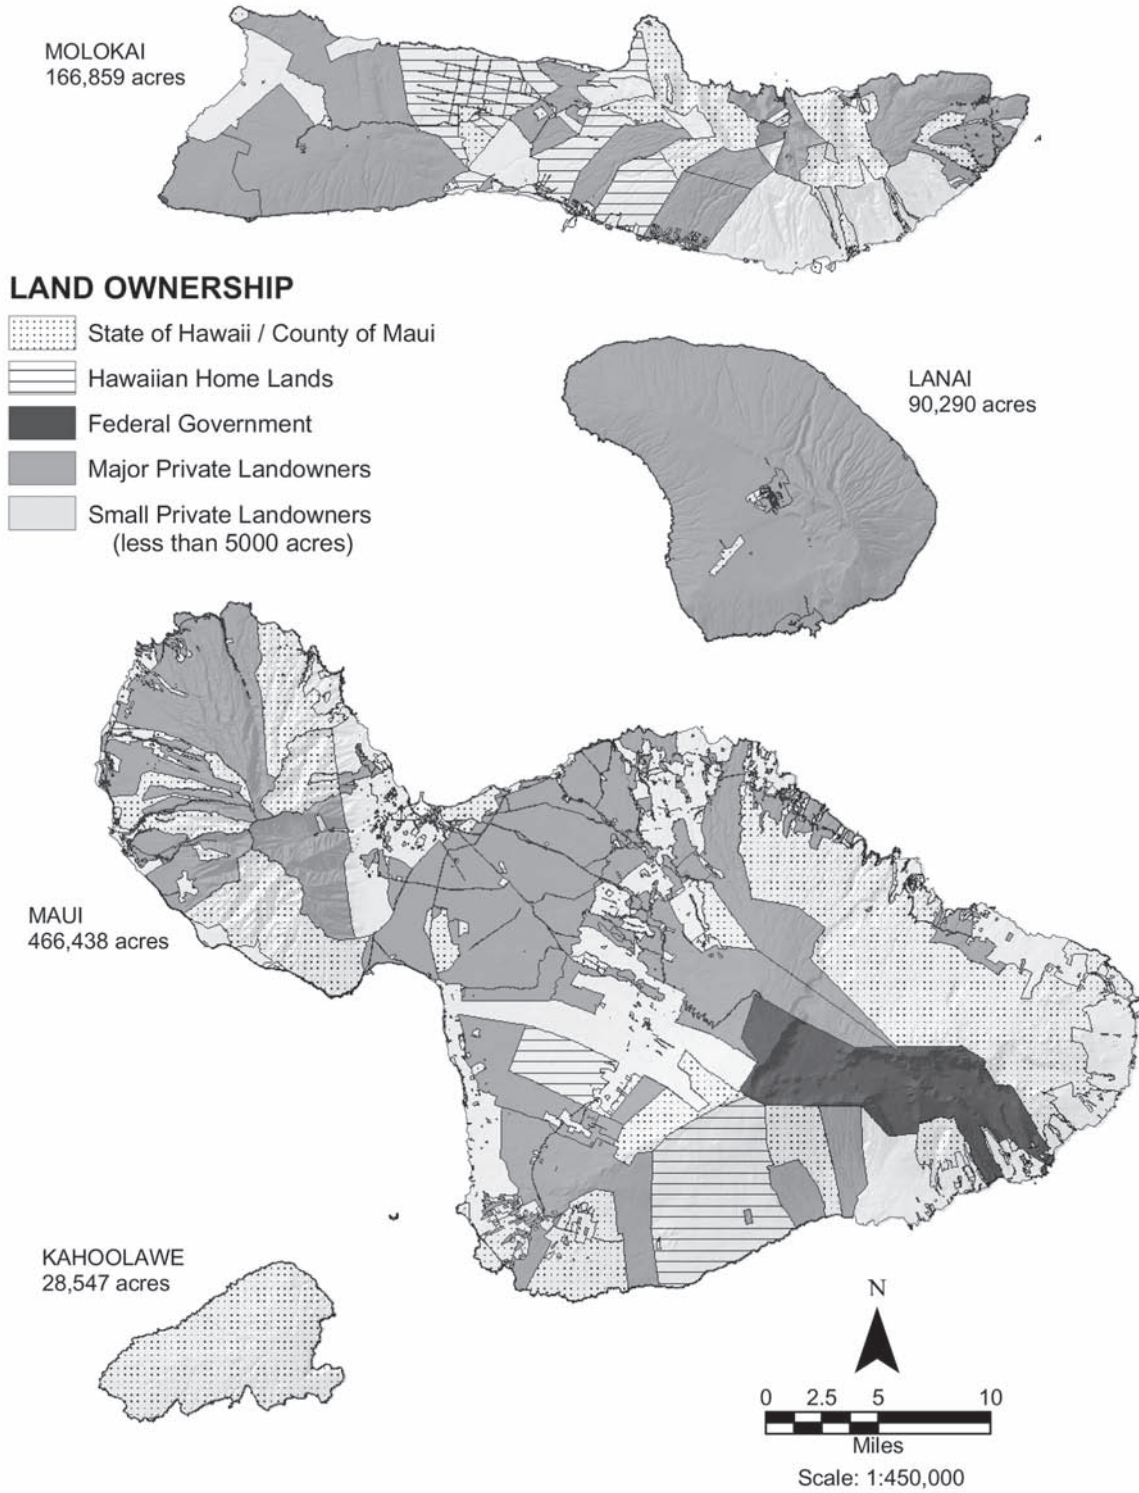 MOLOKAI
166,859 acres
LAND OWNERSHIP
State of Hawaii / County of Maui
Hawaiian Home Lands
Federal Government
Major Private Landowners
Small Private Landowners
(less than 5000 acres)
LANAI
90,290 acres
MAUI
466,438 acres
KAHOOLAWE
28,547 acres
N
0 2.5 5 10
Miles
Scale: 1:450,000